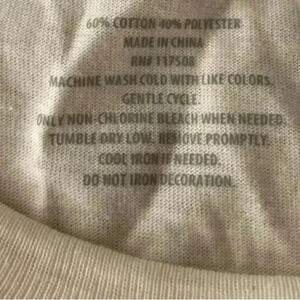 60% COTTON 40% POLYESTER
MADE IN CHINA
RN# 117508
MACHINE WASH COLD WITH LIKE COLORS.
GENTLE CYCLE.
ONLY NON-CHLORINE BLEACH WHEN NEEDED.
TUMBLE DRY LOW. REMOVE PROMPTLY.
COOL IRON IF NEEDED.
DO NOT IRON DECORATION.